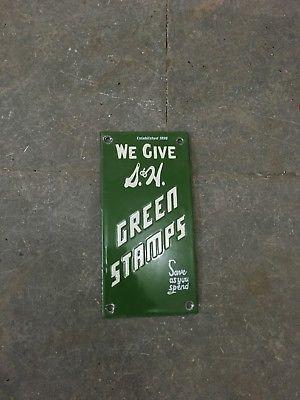 Established 1896
WE GIVE
S.&H.
GREEN
STAMPS
Save
as you
spend